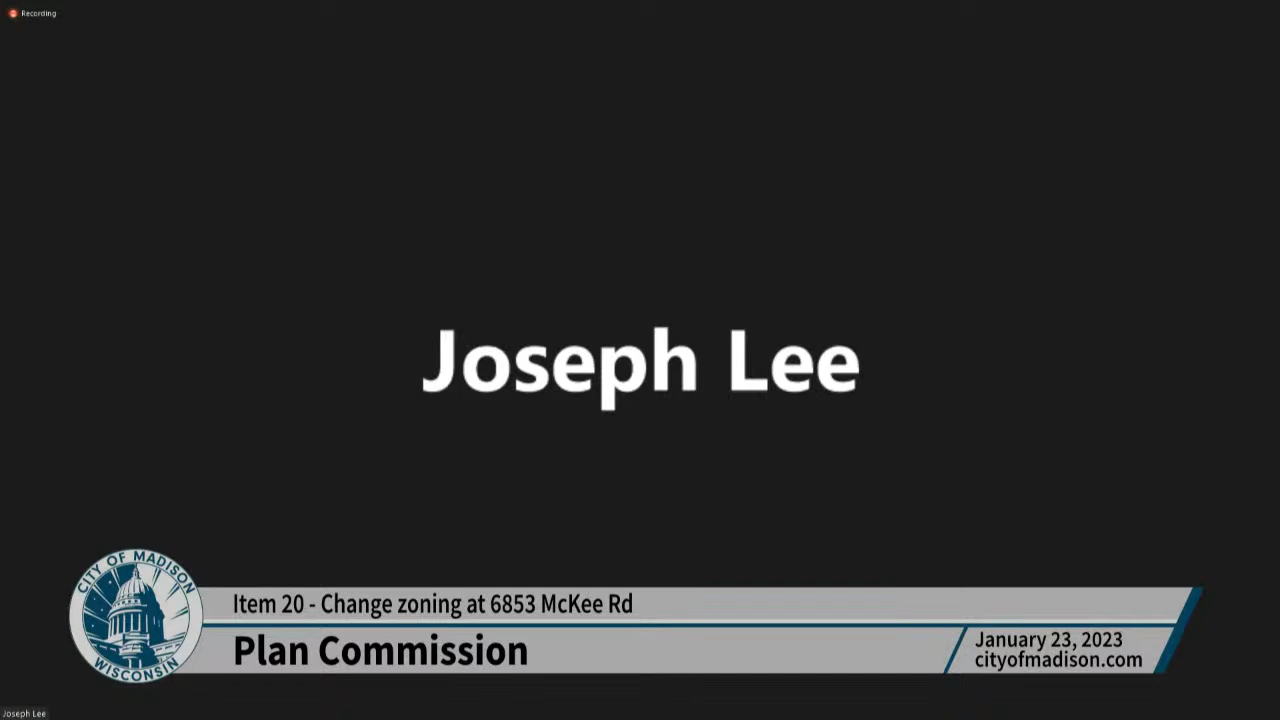 Recording
Joseph Lee
CITY OF MADISON
WISCONSIN
Item 20 - Change zoning at 6853 McKee Rd
Plan Commission
January 23, 2023
cityofmadison.com
Joseph Lee